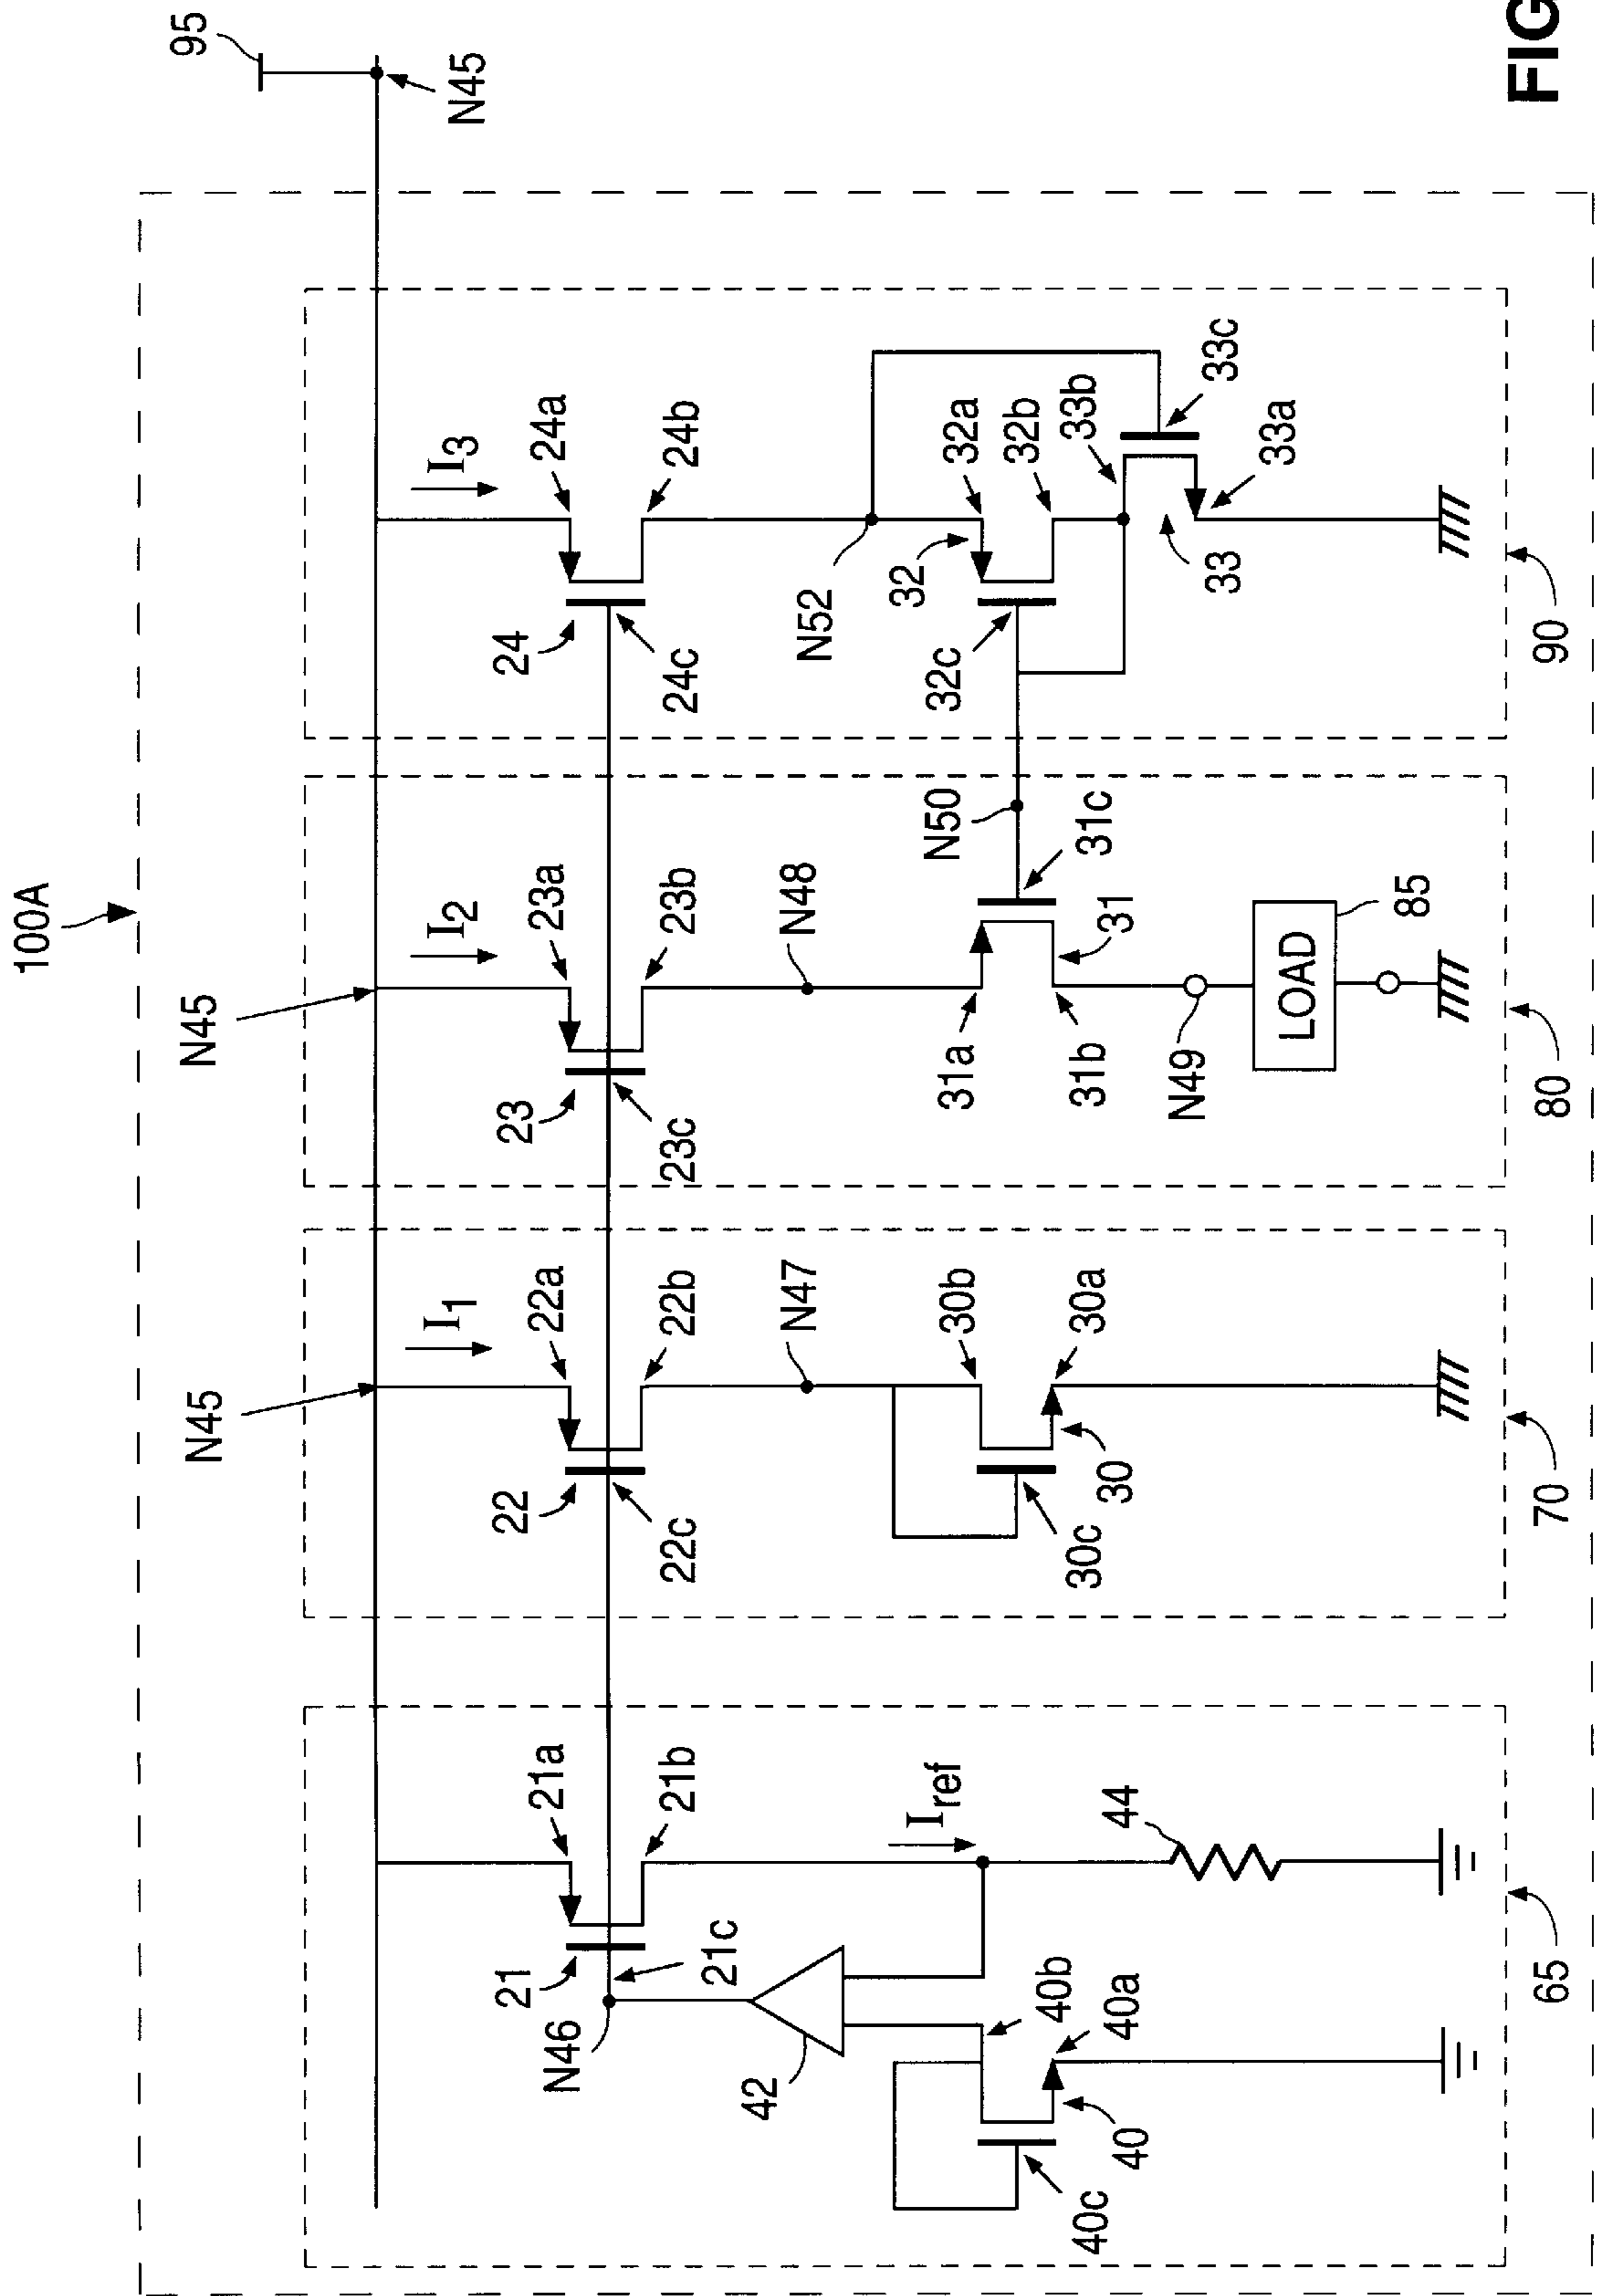 100A
95
N45
N45
N45
I1
I2
I3
21a
21b
21
21c
N46
42
Iref
44
40b
40a
40
40c
65
22a
22b
22
22c
N47
30b
30a
30
30c
70
23a
23b
23
23c
N48
N50
31a
31b
31c
31
N49
LOAD
85
80
24a
24b
24
24c
N52
32
32a
32b
32c
33b
33c
33a
33
90
FIG